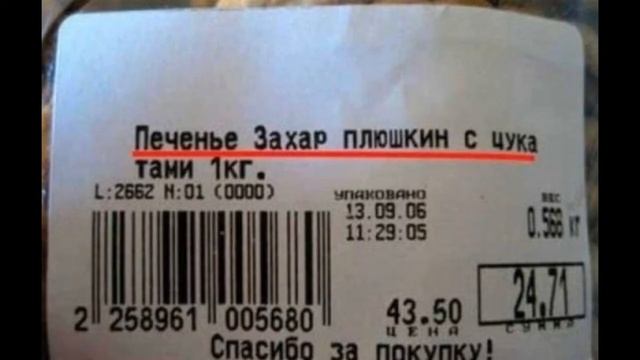 Печенье Захар плюшкин с цука
тами 1кг.
L:2662 N:01 (0000)
УПАКОВАНО
13.09.06
11:29:05
ВЕС
0.568 кг
2 258961 005680
43.50
ЦЕНА
24.71
СУММА
Спасибо за покупку!